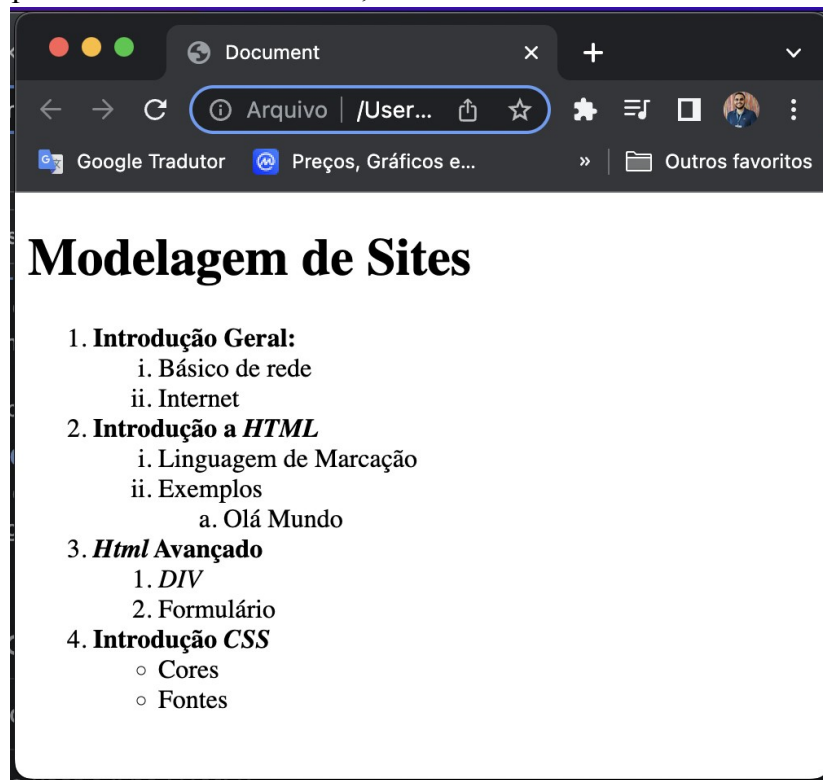 Document
Arquivo | /User...
Google Tradutor Preços, Gráficos e... » Outros favoritos
Modelagem de Sites
1. Introdução Geral:
i. Básico de rede
ii. Internet
2. Introdução a HTML
i. Linguagem de Marcação
ii. Exemplos
a. Olá Mundo
3. Html Avançado
1. DIV
2. Formulário
4. Introdução CSS
○ Cores
○ Fontes